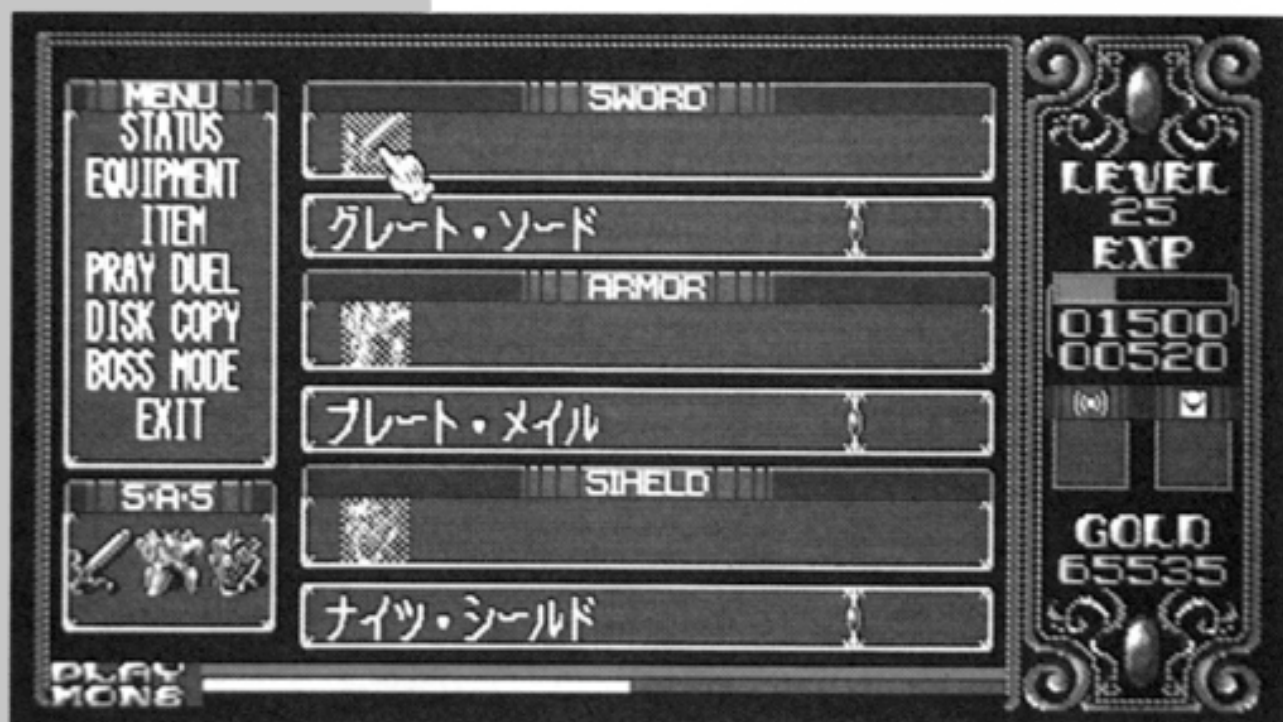 MENU
STATUS
EQUIPMENT
ITEM
PRAY DUEL
DISK COPY
BOSS MODE
EXIT
S·A·S
SWORD
グレート・ソード
ARMOR
プレート・メイル
SIHELD
ナイツ・シールド
LEVEL
25
EXP
01500
00520
GOLD
65535
PLAY
MONS